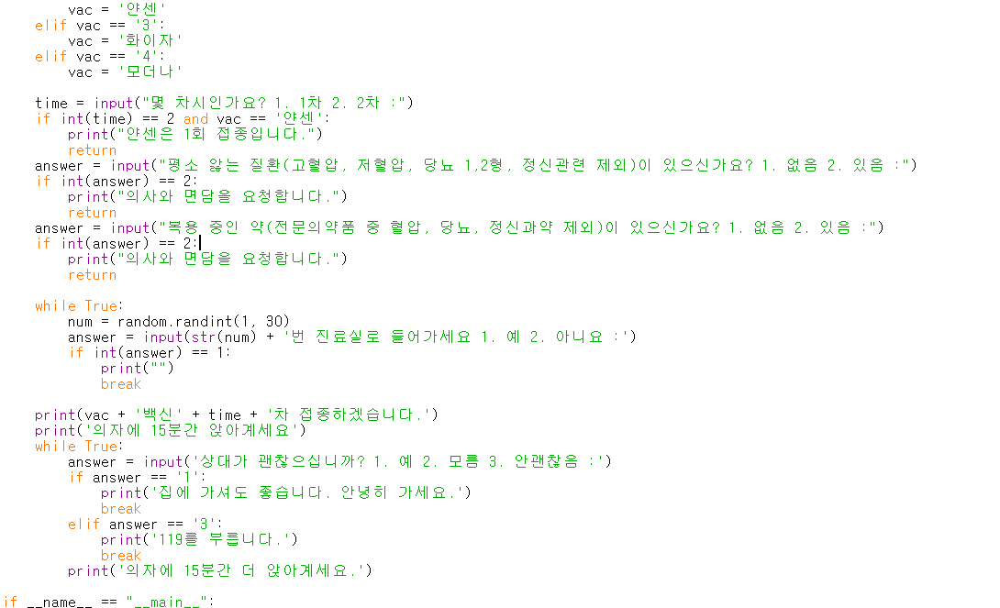 vac = '얀센'
elif vac == '3':
vac = '화이자'
elif vac == '4':
vac = '모더나'
time = input("몇 차시인가요? 1. 1차 2. 2차 :")
if int(time) == 2 and vac == '얀센':
print("얀센은 1회 접종입니다.")
return
answer = input("평소 앓는 질환(고혈압, 저혈압, 당뇨 1,2형, 정신관련 제외)이 있으신가요? 1. 없음 2. 있음 :")
if int(answer) == 2:
print("의사와 면담을 요청합니다.")
return
answer = input("복용 중인 약(전문의약품 중 혈압, 당뇨, 정신과약 제외)이 있으신가요? 1. 없음 2. 있음 :")
if int(answer) == 2:
print("의사와 면담을 요청합니다.")
return
while True:
num = random.randint(1, 30)
answer = input(str(num) + '번 진료실로 들어가세요 1. 예 2. 아니요 :')
if int(answer) == 1:
print("")
break
print(vac + '백신' + time + '차 접종하겠습니다.')
print('의자에 15분간 앉아계세요')
while True:
answer = input('상대가 괜찮으십니까? 1. 예 2. 모름 3. 안괜찮음 :')
if answer == '1':
print('집에 가셔도 좋습니다. 안녕히 가세요.')
break
elif answer == '3':
print('119를 부릅니다.')
break
print('의자에 15분간 더 앉아계세요.')
if __name__ == "__main__":